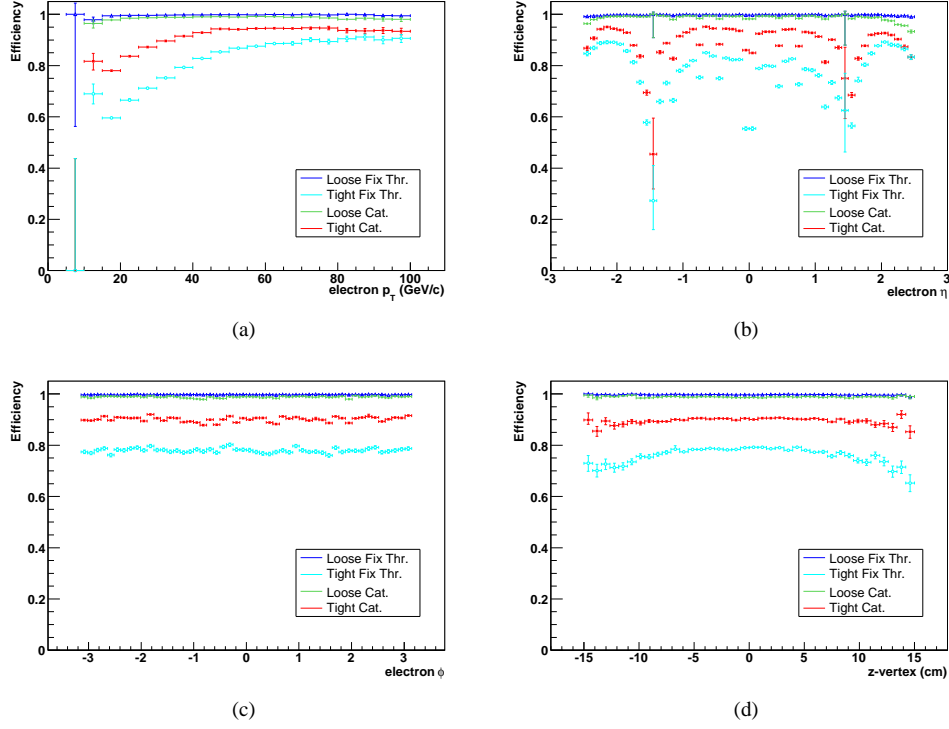 Efficiency
1
0.8
0.6
0.4
0.2
0
0 20 40 60 80 100
electron p_T (GeV/c)
Loose Fix Thr.
Tight Fix Thr.
Loose Cat.
Tight Cat.
(a)
Efficiency
1
0.8
0.6
0.4
0.2
0
-3 -2 -1 0 1 2 3
electron η
Loose Fix Thr.
Tight Fix Thr.
Loose Cat.
Tight Cat.
(b)
Efficiency
1
0.8
0.6
0.4
0.2
0
-3 -2 -1 0 1 2 3
electron ϕ
Loose Fix Thr.
Tight Fix Thr.
Loose Cat.
Tight Cat.
(c)
Efficiency
1
0.8
0.6
0.4
0.2
0
-15 -10 -5 0 5 10 15
z-vertex (cm)
Loose Fix Thr.
Tight Fix Thr.
Loose Cat.
Tight Cat.
(d)